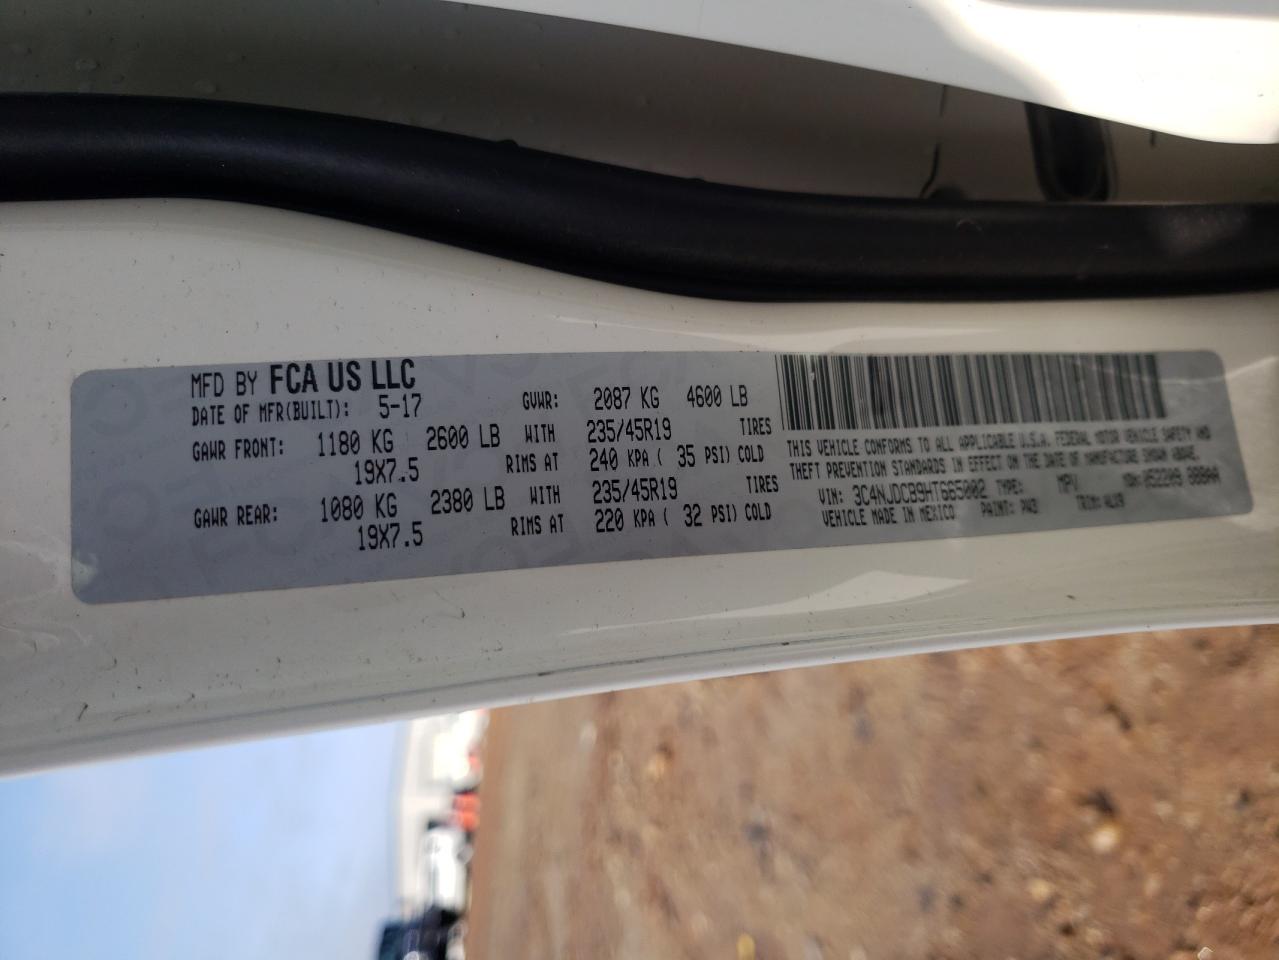 MFD BY FCA US LLC
DATE OF MFR(BUILT): 5-17 GVWR: 2087 KG 4600 LB
GAWR FRONT: 1180 KG 2600 LB WITH 235/45R19 TIRES
19X7.5 RIMS AT 240 KPA ( 35 PSI) COLD
GAWR REAR: 1080 KG 2380 LB WITH 235/45R19 TIRES
19X7.5 RIMS AT 220 KPA ( 32 PSI) COLD
THIS VEHICLE CONFORMS TO ALL APPLICABLE U.S.A. FEDERAL MOTOR VEHICLE SAFETY AND
THEFT PREVENTION STANDARDS IN EFFECT ON THE DATE OF MANUFACTURE SHOWN ABOVE.
VIN: 3C4NJDCB9HT665002 TYPE: MPV
VEHICLE MADE IN MEXICO PAINT: PW3 TRIM: